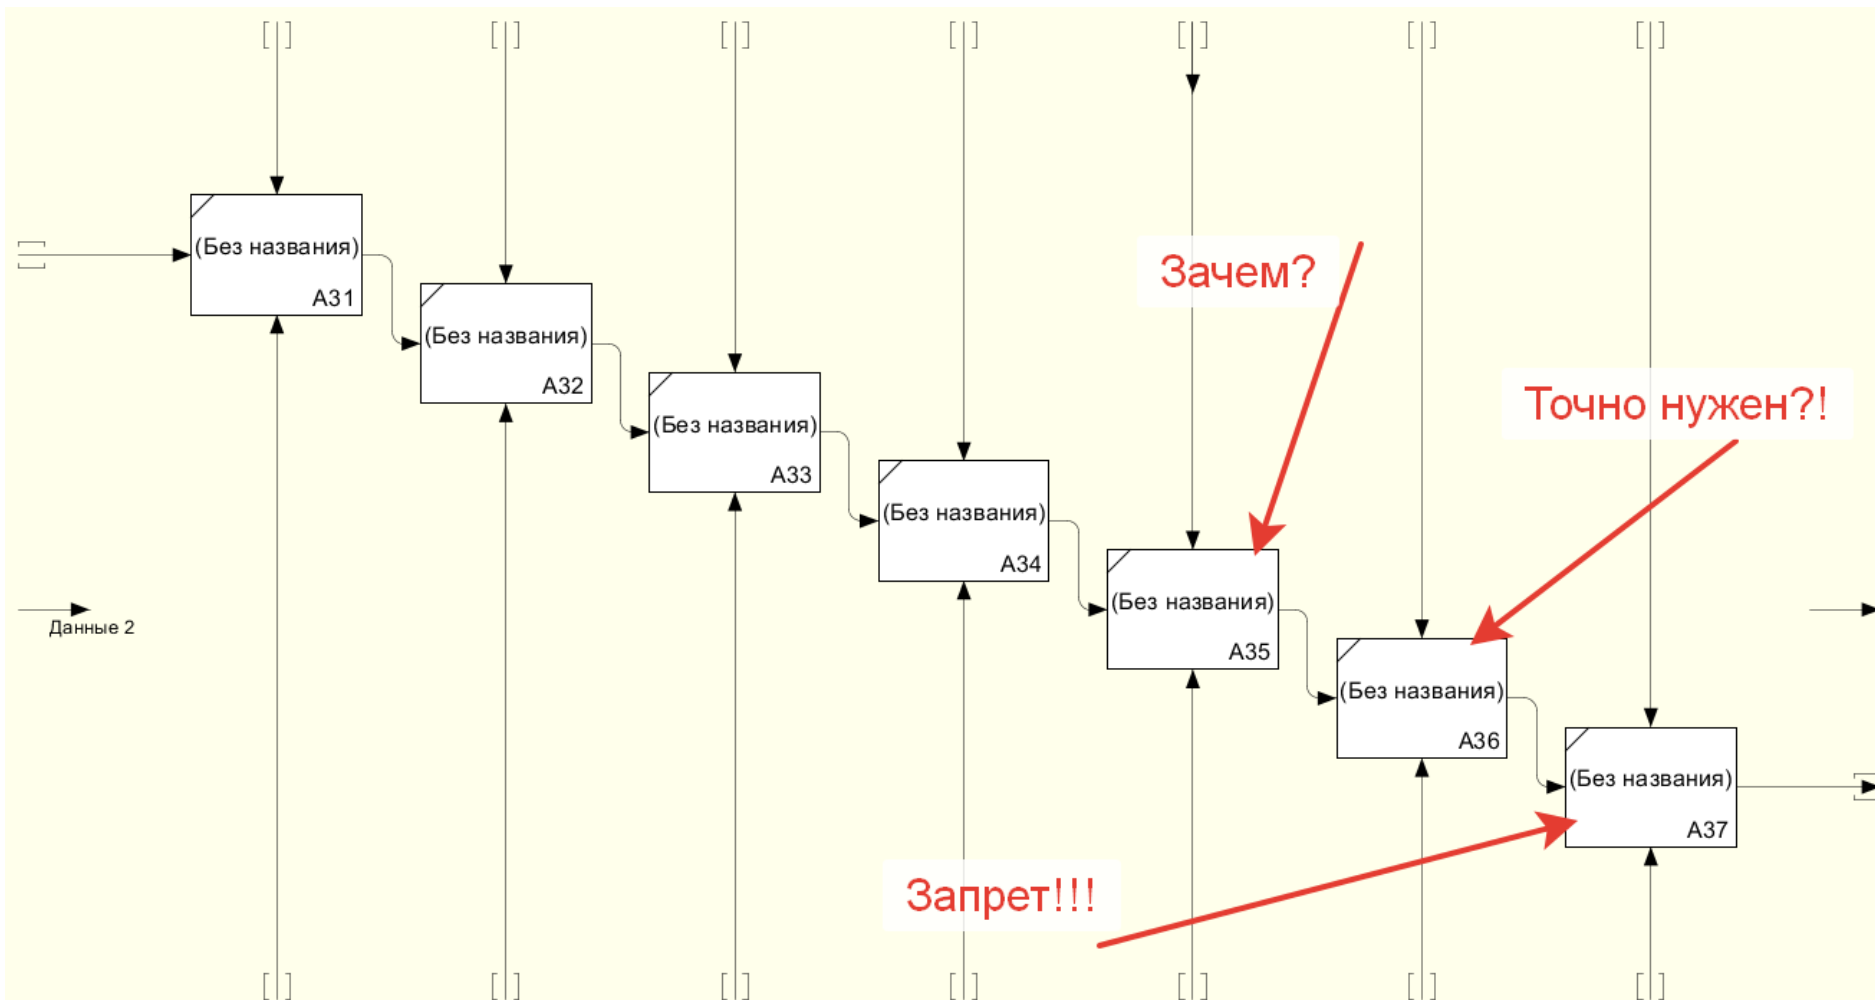 (Без названия)
A31
(Без названия)
A32
(Без названия)
A33
(Без названия)
A34
(Без названия)
A35
(Без названия)
A36
(Без названия)
A37
Данные 2
Зачем?
Точно нужен?!
Запрет!!!